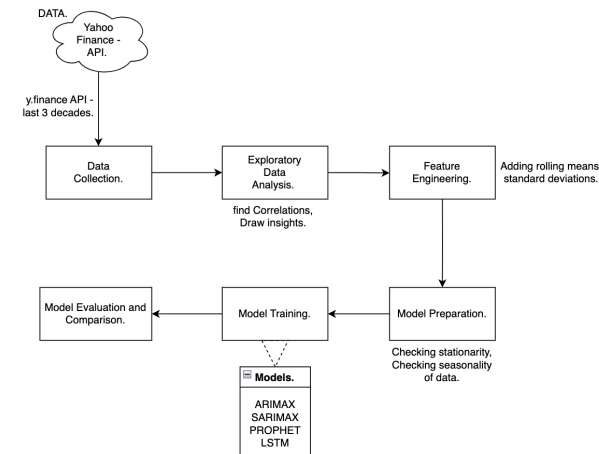 DATA.
Yahoo
Finance -
API.
y.finance API -
last 3 decades.
Data
Collection.
Exploratory
Data
Analysis.
find Correlations,
Draw insights.
Feature
Engineering.
Adding rolling means
standard deviations.
Model Evaluation and
Comparison.
Model Training.
Model Preparation.
Checking stationarity,
Checking seasonality
of data.
Models.
ARIMAX
SARIMAX
PROPHET
LSTM